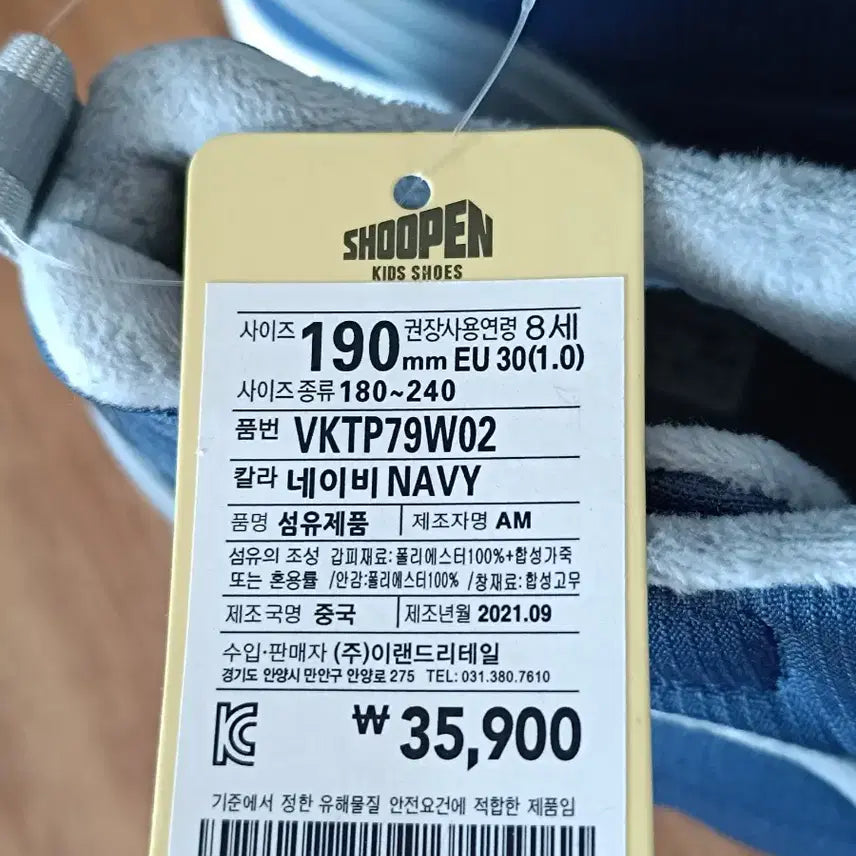 SHOOPEN
KIDS SHOES
사이즈 190mm 권장사용연령 8세
EU 30(1.0)
사이즈 종류 180~240
품번 VKTP79W02
칼라 네이비 NAVY
품명 섬유제품 제조자명 AM
섬유의 조성 갑피재료:폴리에스터100%+합성가죽
또는 혼용률 /안감:폴리에스터100% /창재료:합성고무
제조국명 중국 제조년월 2021.09
수입·판매자 (주)이랜드리테일
경기도 안양시 만안구 안양로 275 TEL: 031.380.7610
KC ₩ 35,900
기준에서 정한 유해물질 안전요건에 적합한 제품임